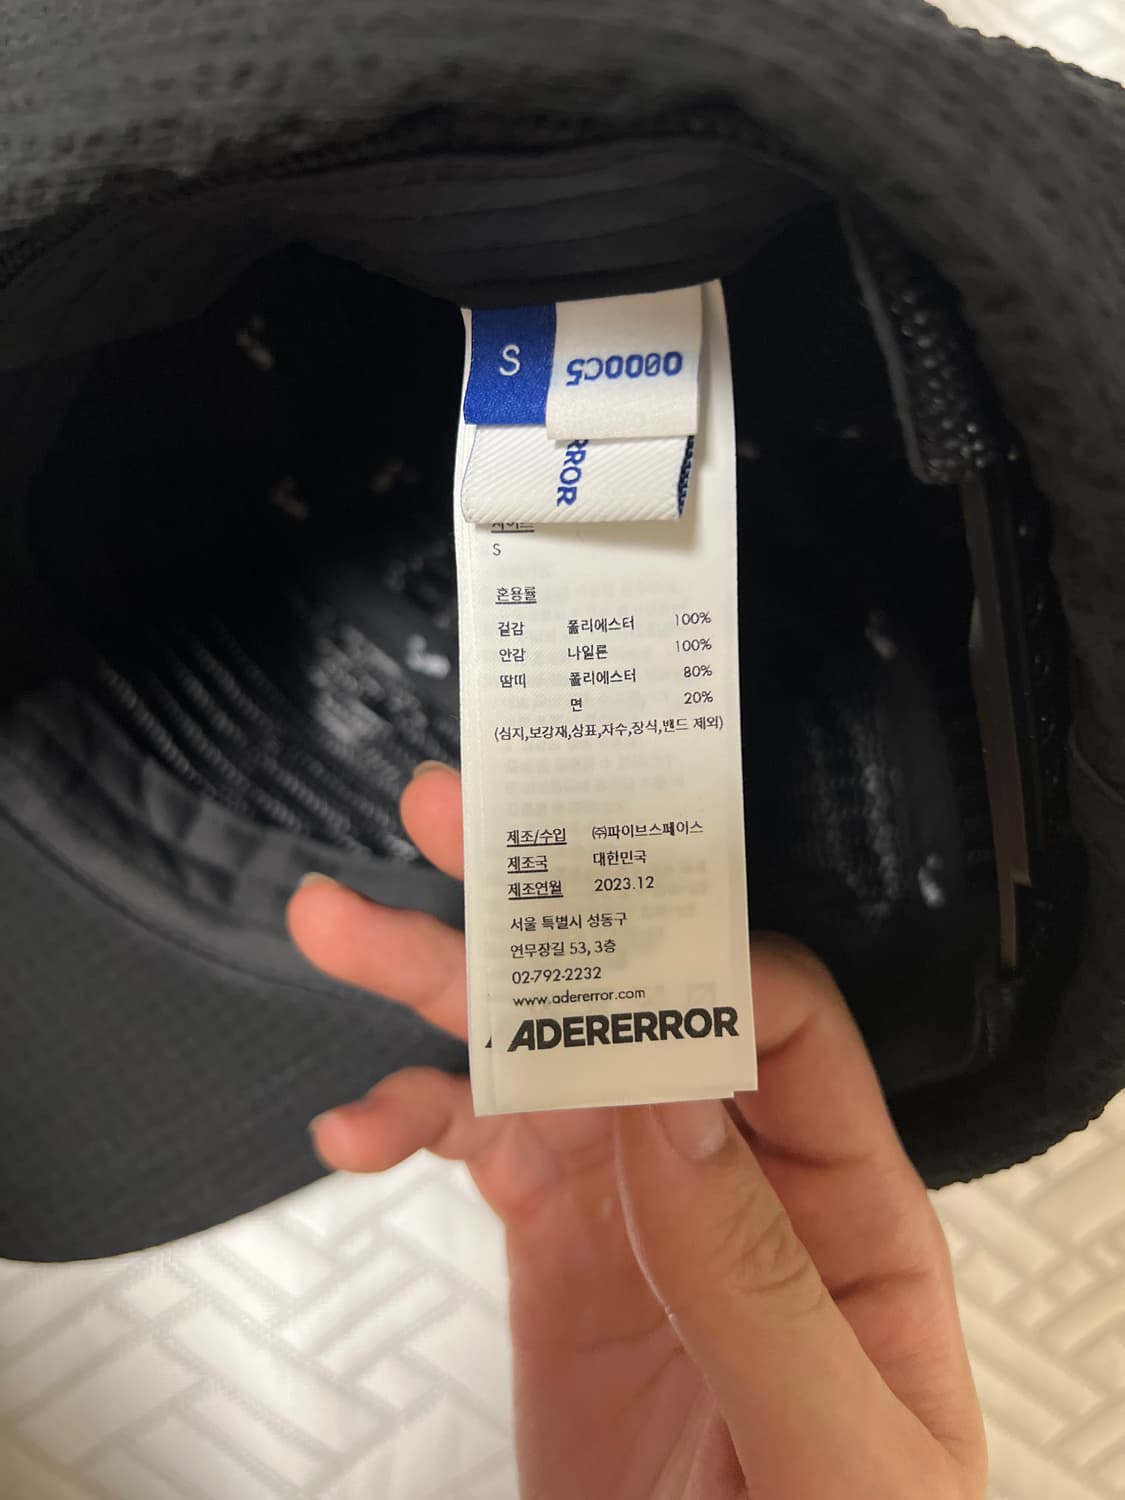 S
0000C5
RROR
사이즈
S
혼용률
겉감 폴리에스터 100%
안감 나일론 100%
땀띠 폴리에스터 80%
면 20%
(심지,보강재,상표,자수,장식,밴드 제외)
제조/수입 ㈜파이브스페이스
제조국 대한민국
제조연월 2023.12
서울 특별시 성동구
연무장길 53, 3층
02-792-2232
www.adererror.com
ADERERROR